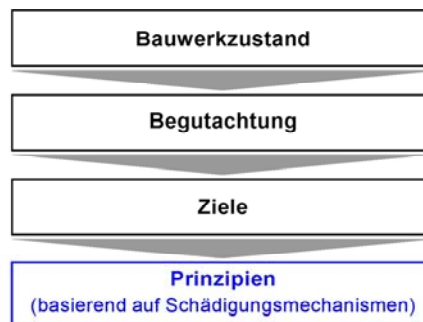 Bauwerkzustand
Begutachtung
Ziele
Prinzipien
(basierend auf Schädigungsmechanismen)